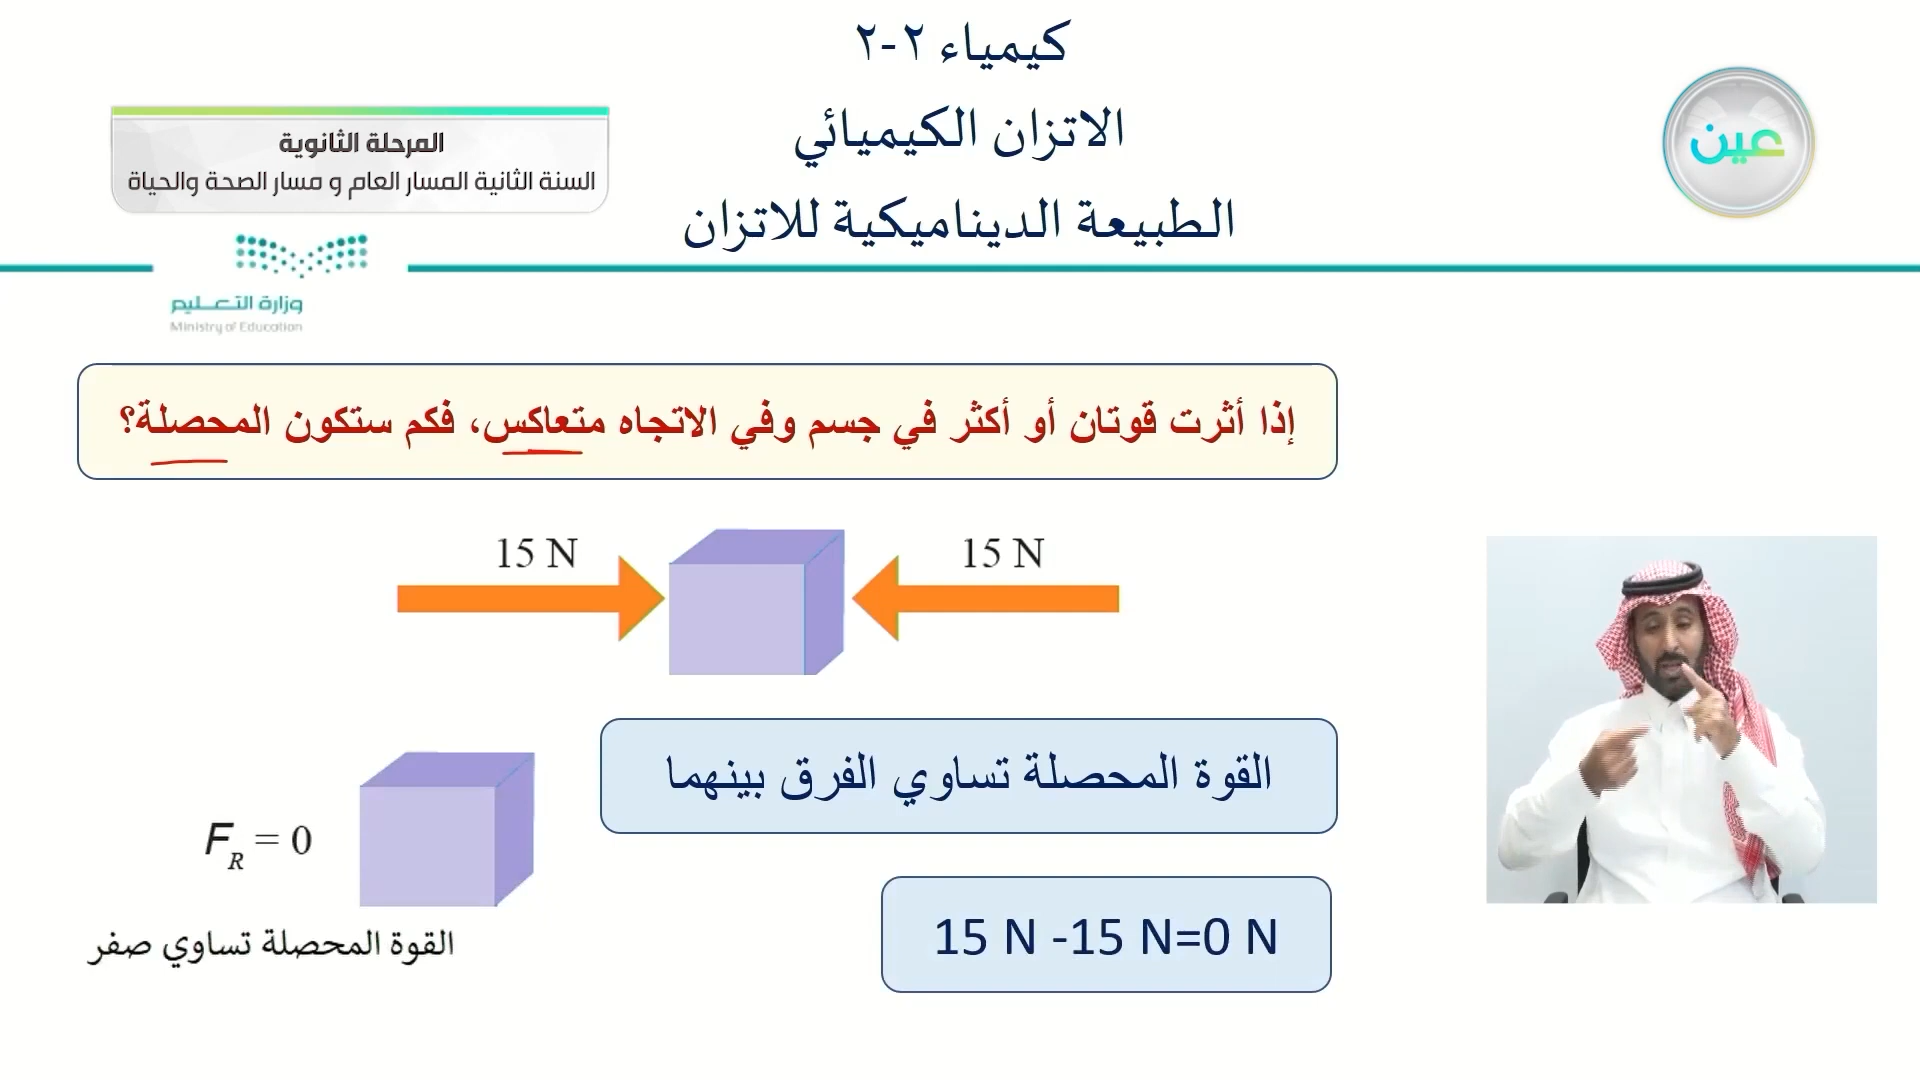 كيمياء ٢-٢
الاتزان الكيميائي
الطبيعة الديناميكية للاتزان
عين
المرحلة الثانوية
السنة الثانية المسار العام و مسار الصحة والحياة
وزارة التعليم
Ministry of Education
إذا أثرت قوتان أو أكثر في جسم وفي الاتجاه متعاكس، فكم ستكون المحصلة؟
15 N
15 N
القوة المحصلة تساوي الفرق بينهما
F_R = 0
15 N -15 N=0 N
القوة المحصلة تساوي صفر